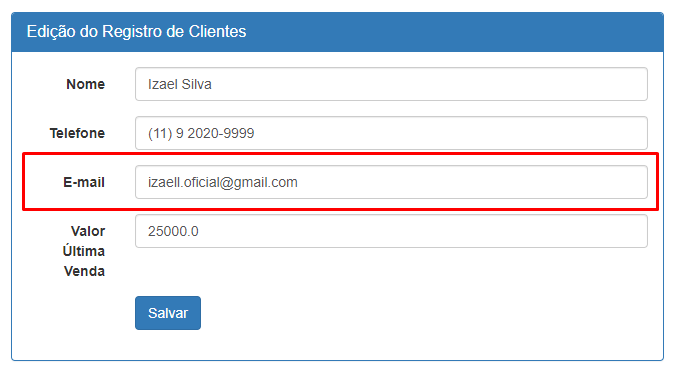 Edição do Registro de Clientes
Nome Izael Silva
Telefone (11) 9 2020-9999
E-mail izaell.oficial@gmail.com
Valor 25000.0
Última
Venda
Salvar